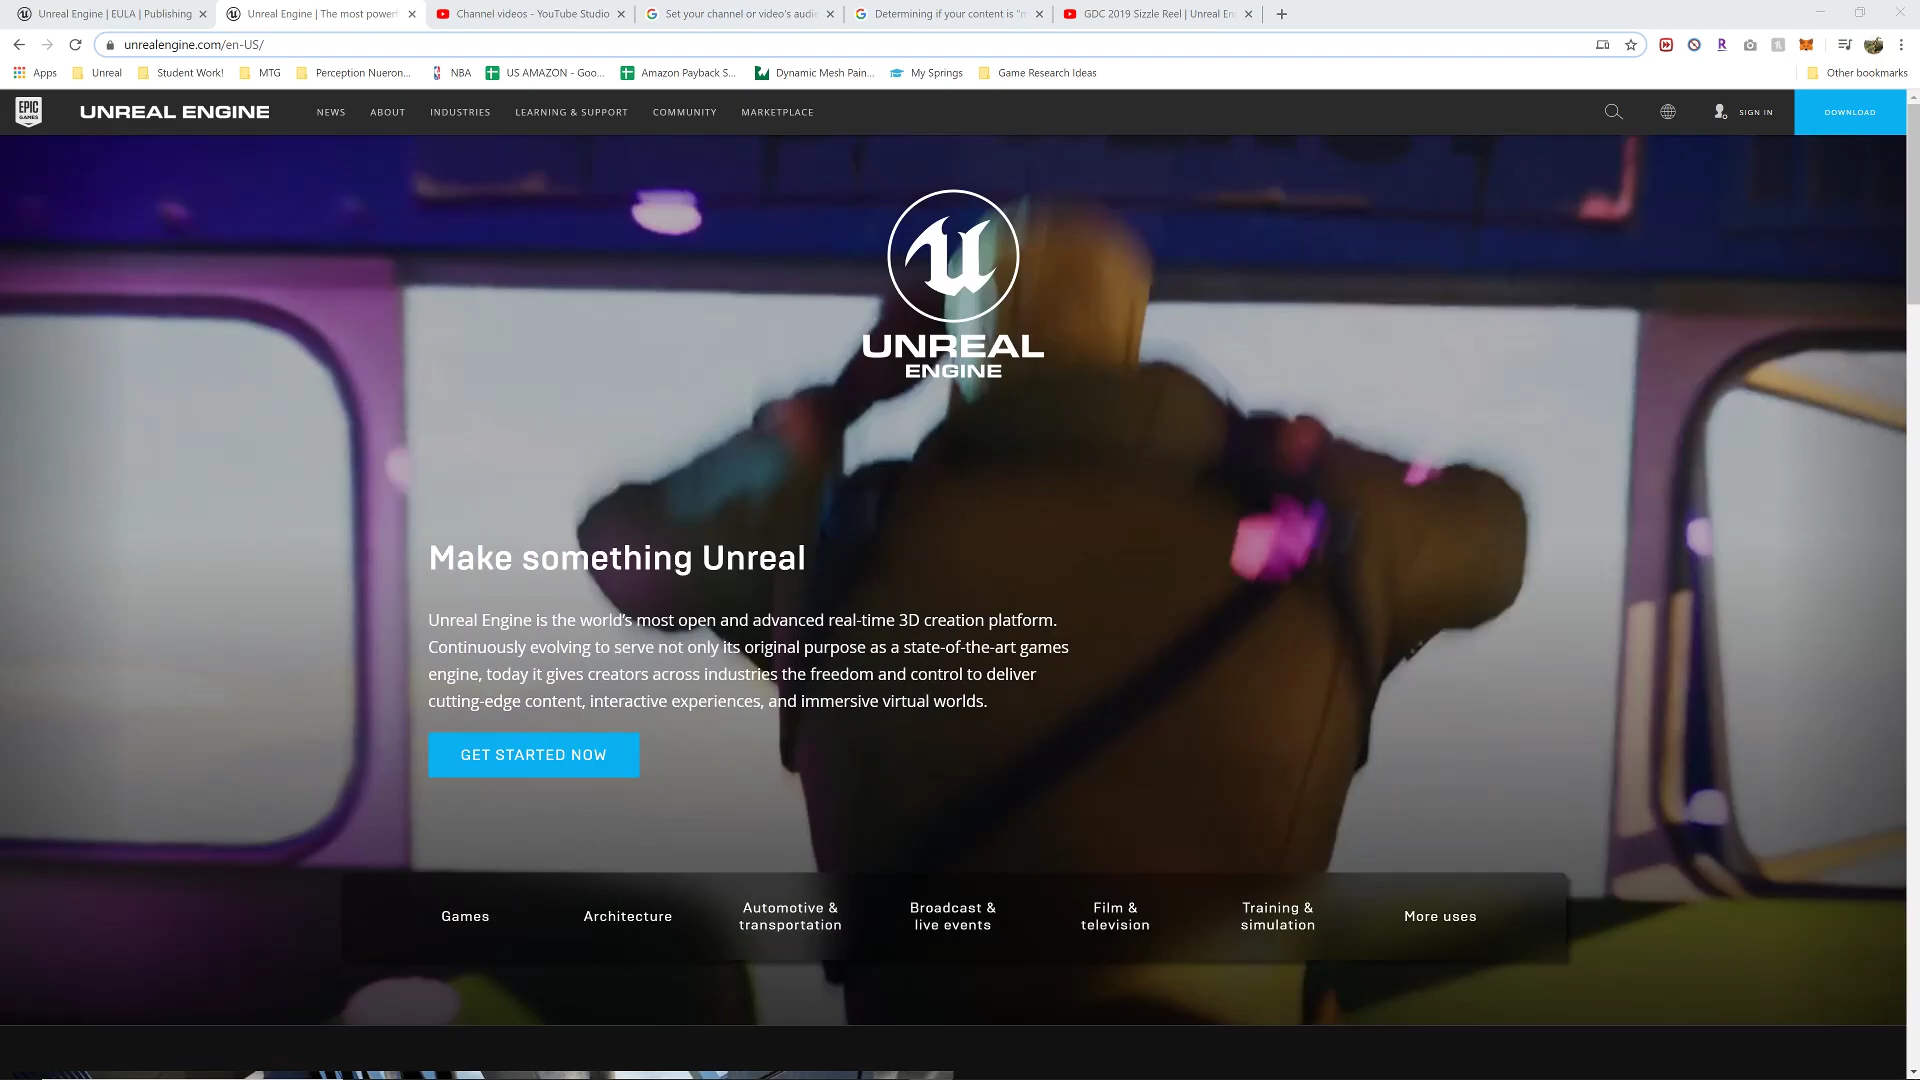 Unreal Engine | EULA | Publishing
Unreal Engine | The most powerf
Channel videos - YouTube Studio
Set your channel or video's audie
Determining if your content is "m
GDC 2019 Sizzle Reel | Unreal En
unrealengine.com/en-US/
Apps
Unreal
Student Work!
MTG
Perception Nueron...
NBA
US AMAZON - Goo...
Amazon Payback S...
Dynamic Mesh Pain...
My Springs
Game Research Ideas
Other bookmarks
EPIC
GAMES
UNREAL ENGINE
NEWS
ABOUT
INDUSTRIES
LEARNING & SUPPORT
COMMUNITY
MARKETPLACE
SIGN IN
DOWNLOAD
UNREAL
ENGINE
Make something Unreal
Unreal Engine is the world's most open and advanced real-time 3D creation platform.
Continuously evolving to serve not only its original purpose as a state-of-the-art games
engine, today it gives creators across industries the freedom and control to deliver
cutting-edge content, interactive experiences, and immersive virtual worlds.
GET STARTED NOW
Games
Architecture
Automotive &
transportation
Broadcast &
live events
Film &
television
Training &
simulation
More uses